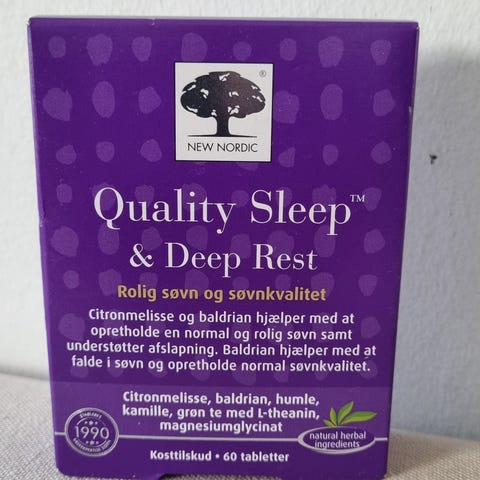 ®
NEW NORDIC
Quality Sleep™
& Deep Rest
Rolig søvn og søvnkvalitet
Citronmelisse og baldrian hjælper med at
opretholde en normal og rolig søvn samt
understøtter afslapning. Baldrian hjælper med at
falde i søvn og opretholde normal søvnkvalitet.
Citronmelisse, baldrian, humle,
kamille, grøn te med L-theanin,
magnesiumglycinat
1990
natural herbal
ingredients
Kosttilskud • 60 tabletter